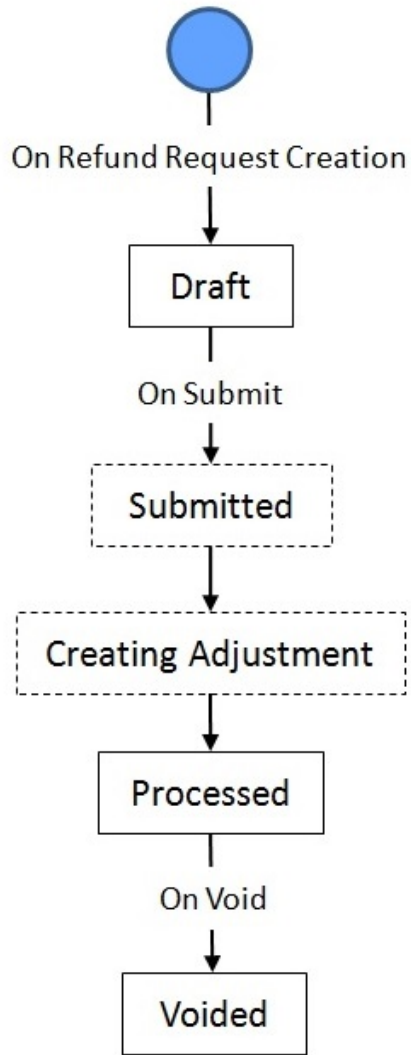 On Refund Request Creation
Draft
On Submit
Submitted
Creating Adjustment
Processed
On Void
Voided